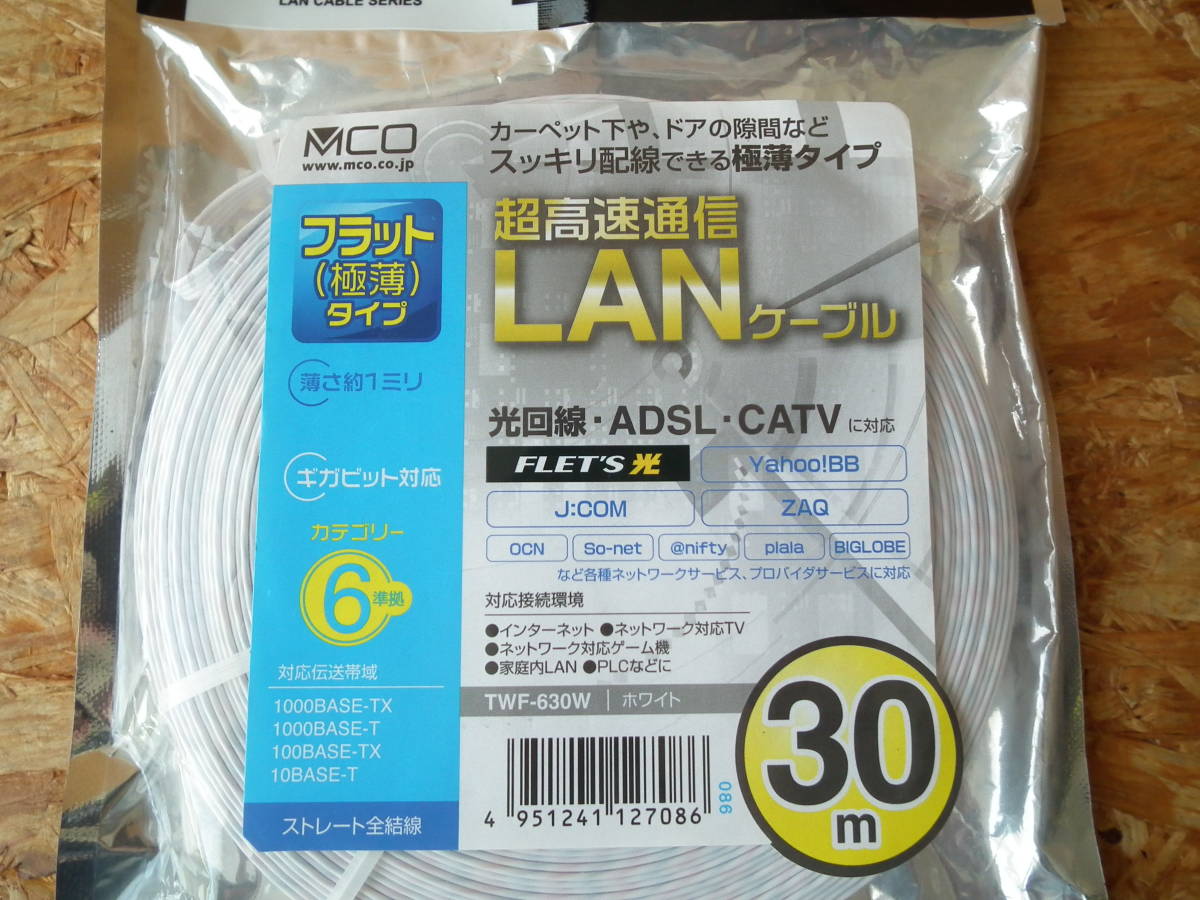 LAN CABLE SERIES
MCO
www.mco.co.jp
カーペット下や、ドアの隙間など
スッキリ配線できる極薄タイプ
フラット
(極薄)
タイプ
超高速通信
LANケーブル
薄さ約1ミリ
ギガビット対応
カテゴリー
6準拠
光回線・ADSL・CATVに対応
FLET'S光
Yahoo!BB
J:COM
ZAQ
OCN
So-net
@nifty
plala
BIGLOBE
など各種ネットワークサービス、プロバイダサービスに対応
対応接続環境
●インターネット ●ネットワーク対応TV
●ネットワーク対応ゲーム機
●家庭内LAN ●PLCなどに
対応伝送帯域
1000BASE-TX
1000BASE-T
100BASE-TX
10BASE-T
ストレート全結線
TWF-630W ホワイト
30
m
086
4 951241 127086